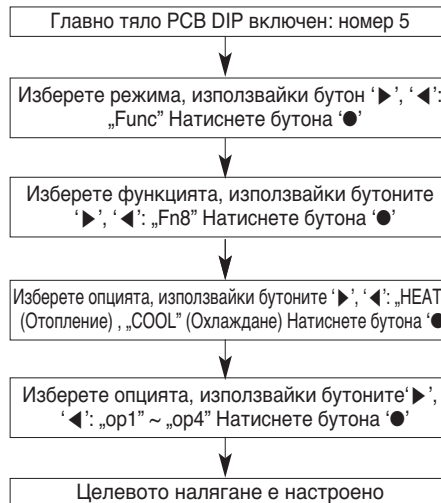 Главно тяло PCB DIP включен: номер 5
Изберете режима, използвайки бутон ‘▶’, ‘◀’:
„Func” Натиснете бутона ‘●’
Изберете функцията, използвайки бутоните
‘▶’, ‘◀’: „Fn8” Натиснете бутона ‘●’
Изберете опцията, използвайки бутоните ‘▶’, ‘◀’: „HEAT
(Отопление) , „COOL” (Охлаждане) Натиснете бутона ‘●
Изберете опцията, използвайки бутоните‘▶’,
‘◀’: „op1” ~ „op4” Натиснете бутона ‘●’
Целевото налягане е настроено